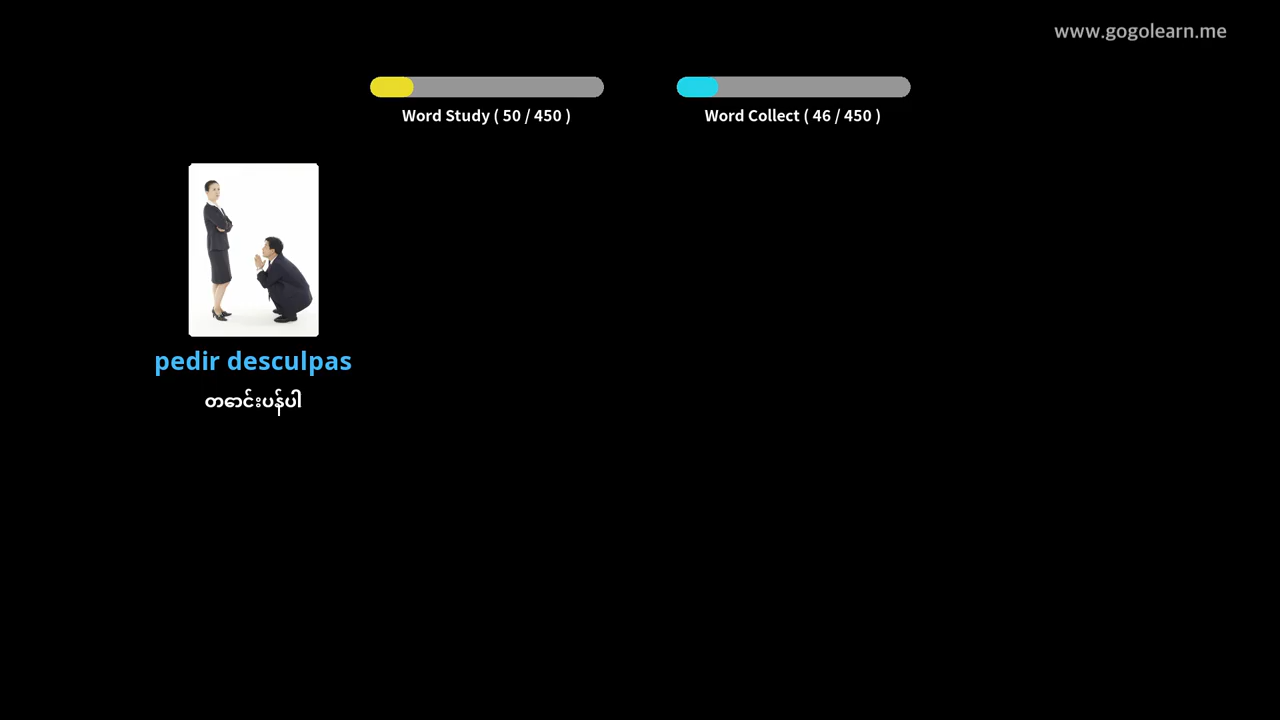 www.gogolearn.me
Word Study ( 50 / 450 )
Word Collect ( 46 / 450 )
pedir desculpas
တောင်းပန်ပါ